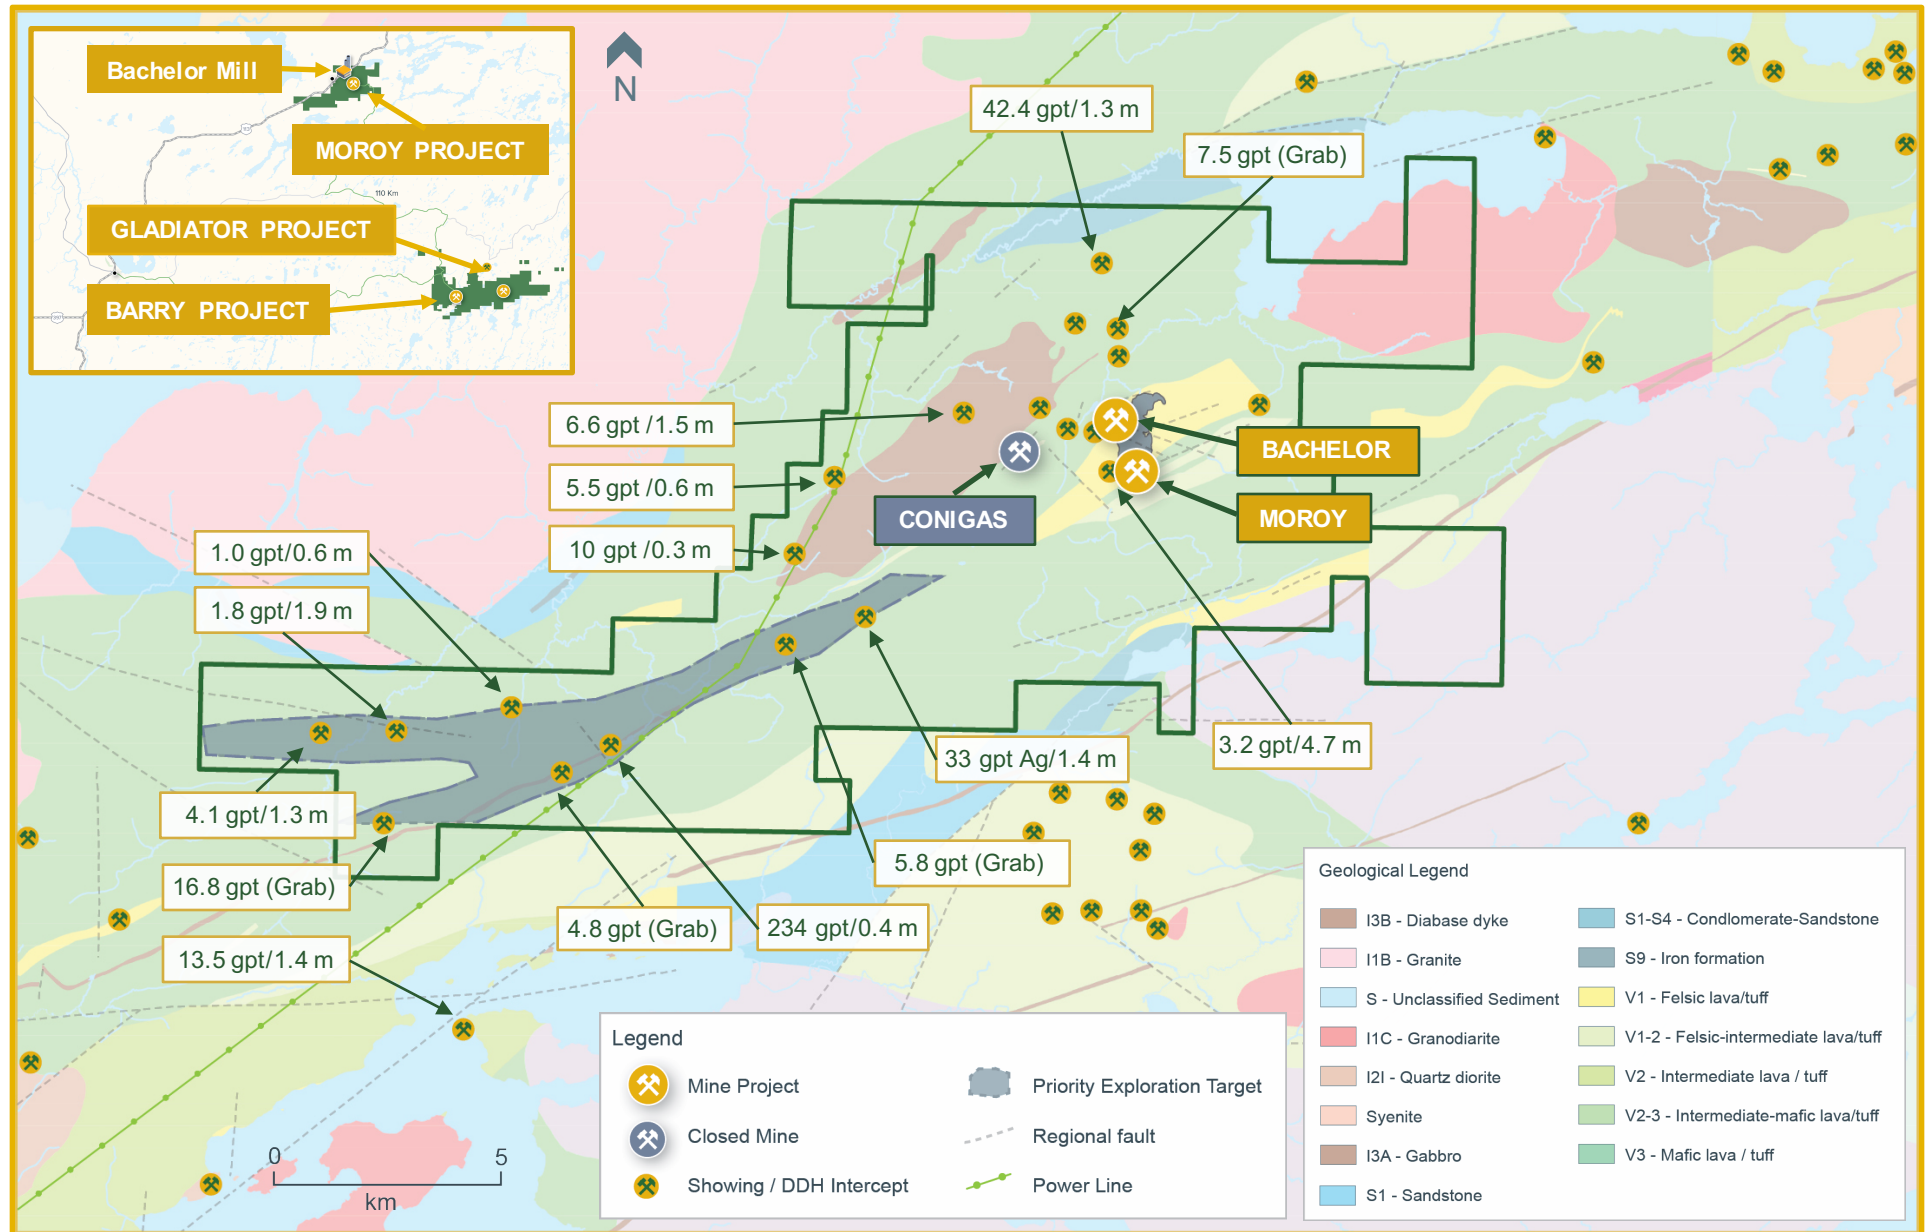 Bachelor Mill
MOROY PROJECT
110 Km
GLADIATOR PROJECT
BARRY PROJECT
N
42.4 gpt/1.3 m
7.5 gpt (Grab)
6.6 gpt /1.5 m
5.5 gpt /0.6 m
10 gpt /0.3 m
BACHELOR
CONIGAS
MOROY
1.0 gpt/0.6 m
1.8 gpt/1.9 m
4.1 gpt/1.3 m
16.8 gpt (Grab)
13.5 gpt/1.4 m
4.8 gpt (Grab)
234 gpt/0.4 m
5.8 gpt (Grab)
33 gpt Ag/1.4 m
3.2 gpt/4.7 m
0 5
km
Legend
Mine Project
Closed Mine
Showing / DDH Intercept
Priority Exploration Target
Regional fault
Power Line
Geological Legend
I3B - Diabase dyke
I1B - Granite
S - Unclassified Sediment
I1C - Granodiarite
I2I - Quartz diorite
Syenite
I3A - Gabbro
S1 - Sandstone
S1-S4 - Condlomerate-Sandstone
S9 - Iron formation
V1 - Felsic lava/tuff
V1-2 - Felsic-intermediate lava/tuff
V2 - Intermediate lava / tuff
V2-3 - Intermediate-mafic lava/tuff
V3 - Mafic lava / tuff